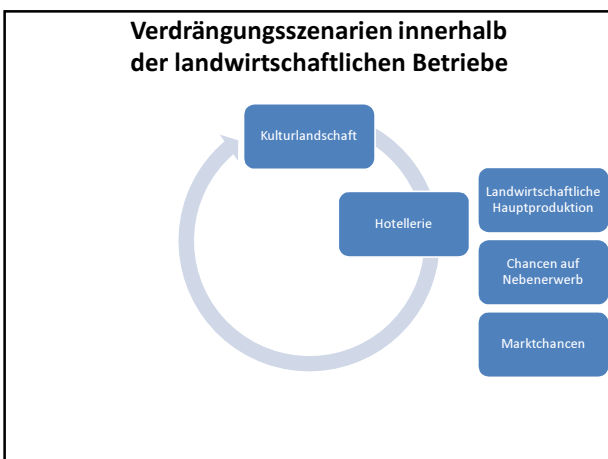 Verdrängungsszenarien innerhalb
der landwirtschaftlichen Betriebe
Kulturlandschaft
Hotellerie
Landwirtschaftliche
Hauptproduktion
Chancen auf
Nebenerwerb
Marktchancen